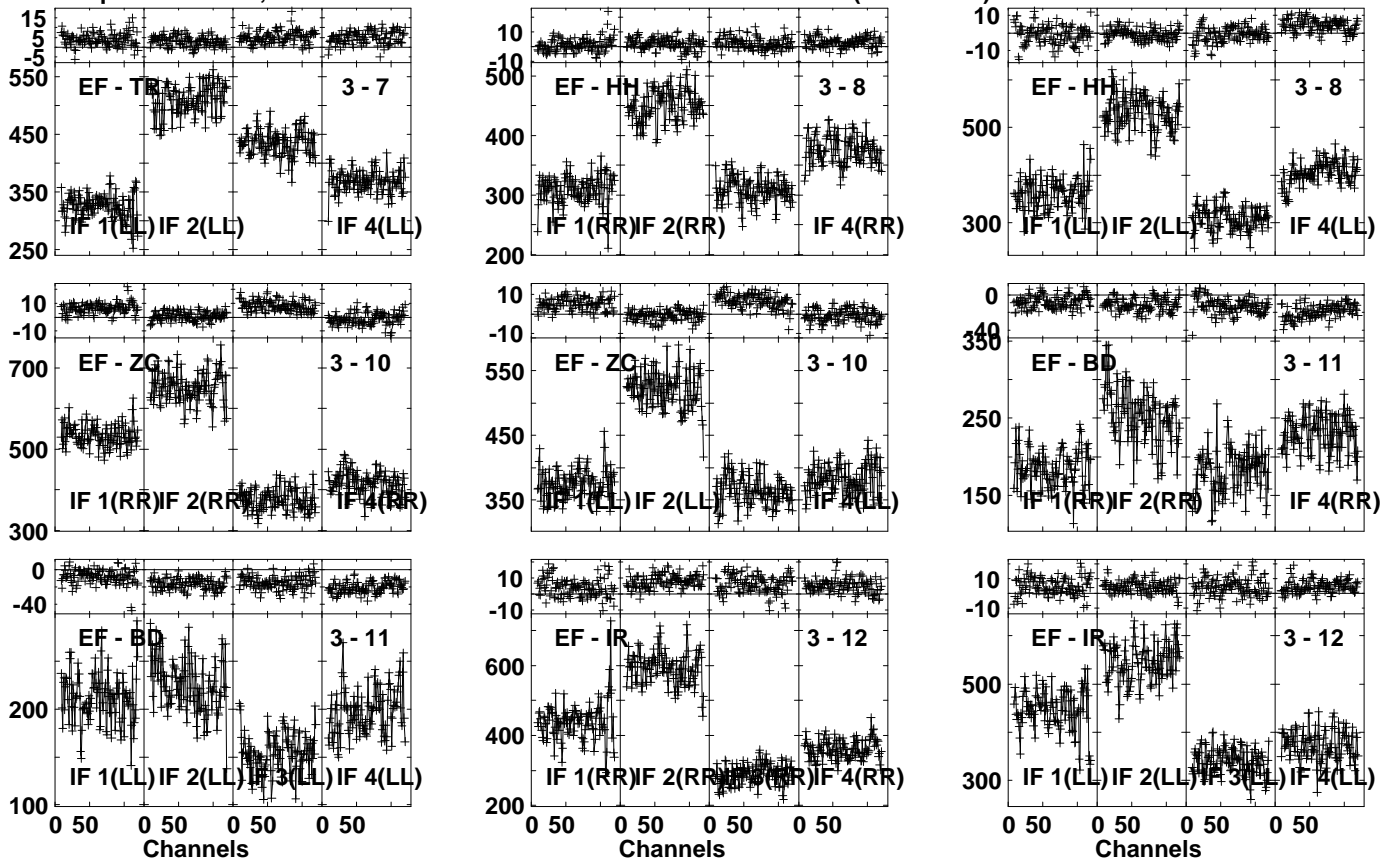 15
5
-5
550
450
350
250
EF - TR
3 - 7
IF 1(LL) IF 2(LL)
IF 4(LL)
10
-10
500
400
300
200
EF - HH
3 - 8
IF 1(RR) IF 2(RR)
IF 4(RR)
10
-10
500
300
EF - HH
3 - 8
IF 1(LL) IF 2(LL)
IF 4(LL)
10
-10
700
500
300
EF - ZC
3 - 10
IF 1(RR) IF 2(RR)
IF 4(RR)
10
-10
550
450
350
EF - ZC
3 - 10
IF 1(LL) IF 2(LL)
IF 4(LL)
0
-40
350
250
150
EF - BD
3 - 11
IF 1(RR) IF 2(RR)
IF 4(RR)
0
-40
200
100
EF - BD
3 - 11
IF 1(LL) IF 2(LL) IF 3(LL) IF 4(LL)
0 50 0 50 0 50 0 50
Channels
10
-10
600
400
200
EF - IR
3 - 12
IF 1(RR) IF 2(RR) IF 3(RR) IF 4(RR)
0 50 0 50 0 50 0 50
Channels
10
-10
500
300
EF - IR
3 - 12
IF 1(LL) IF 2(LL) IF 3(LL) IF 4(LL)
0 50 0 50 0 50 0 50
Channels